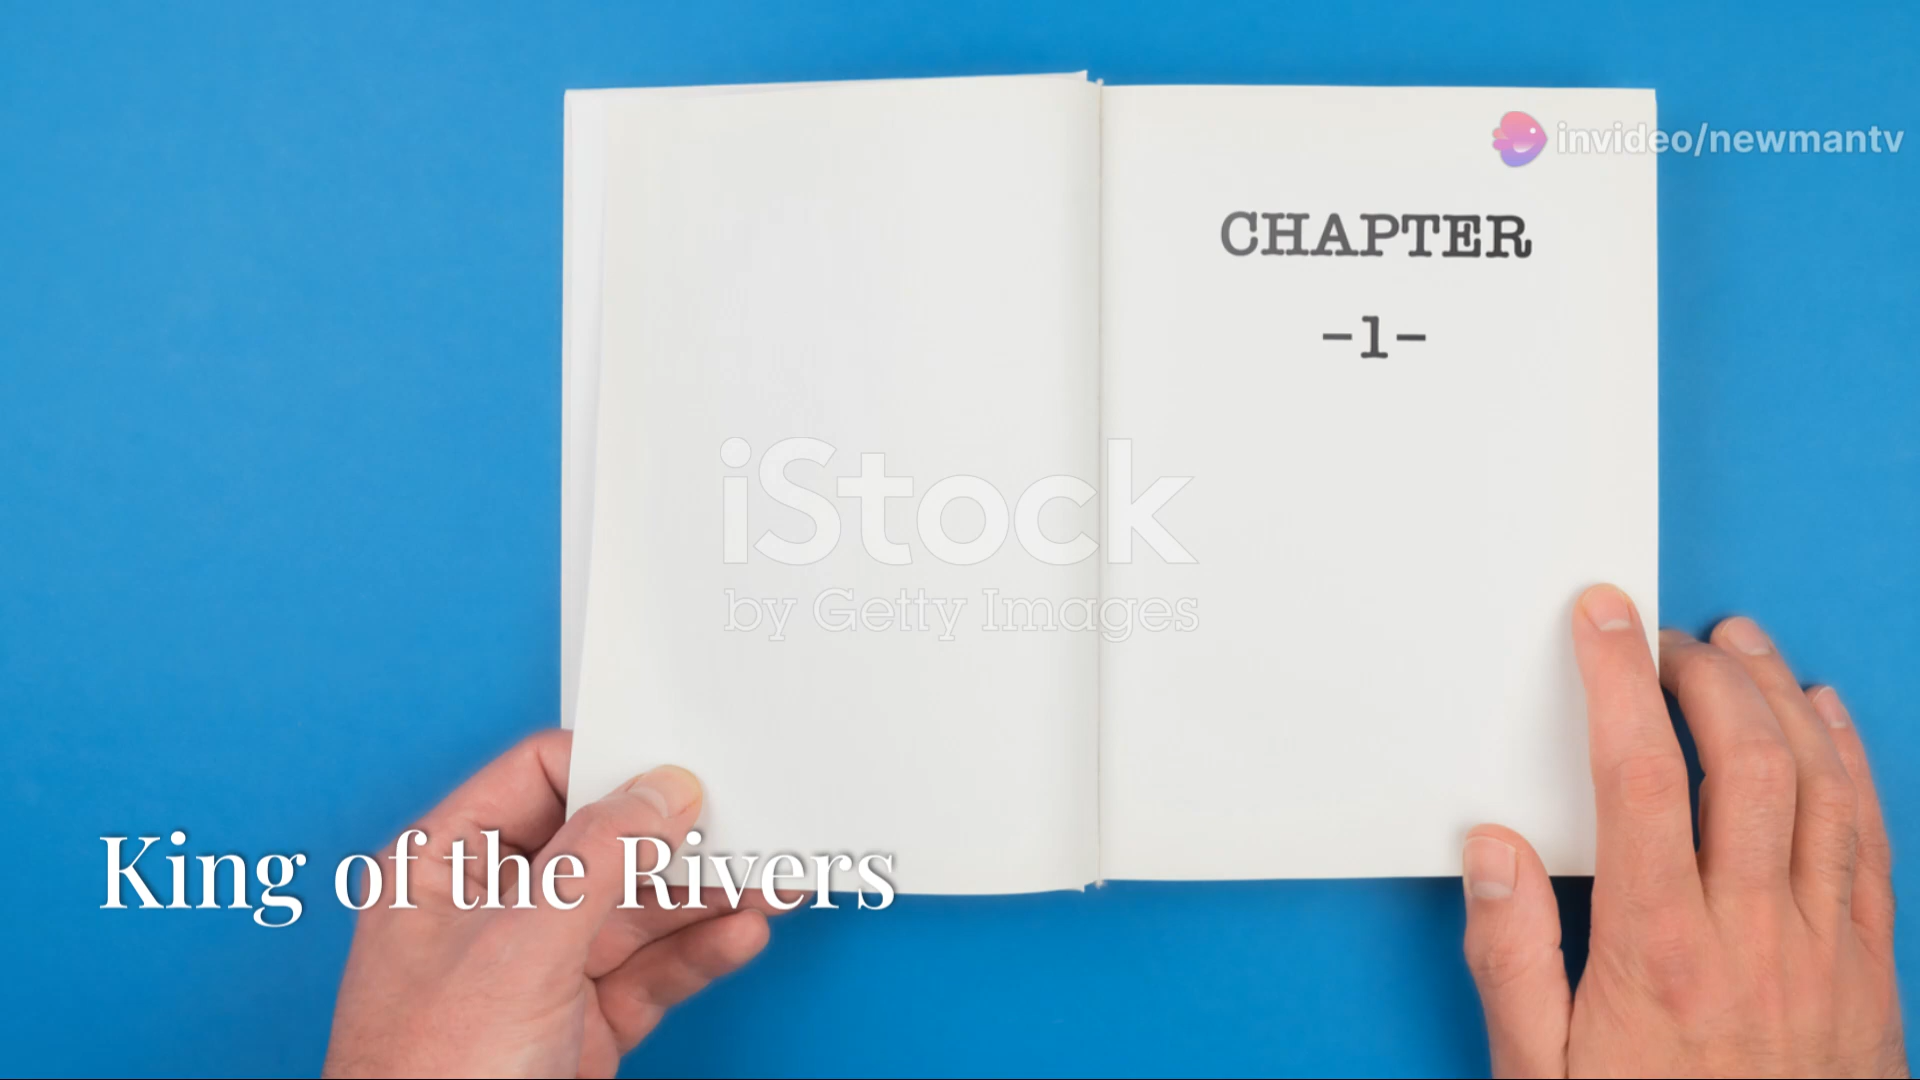 invideo/newmantv
CHAPTER
-1-
iStock
by Getty Images
King of the Rivers